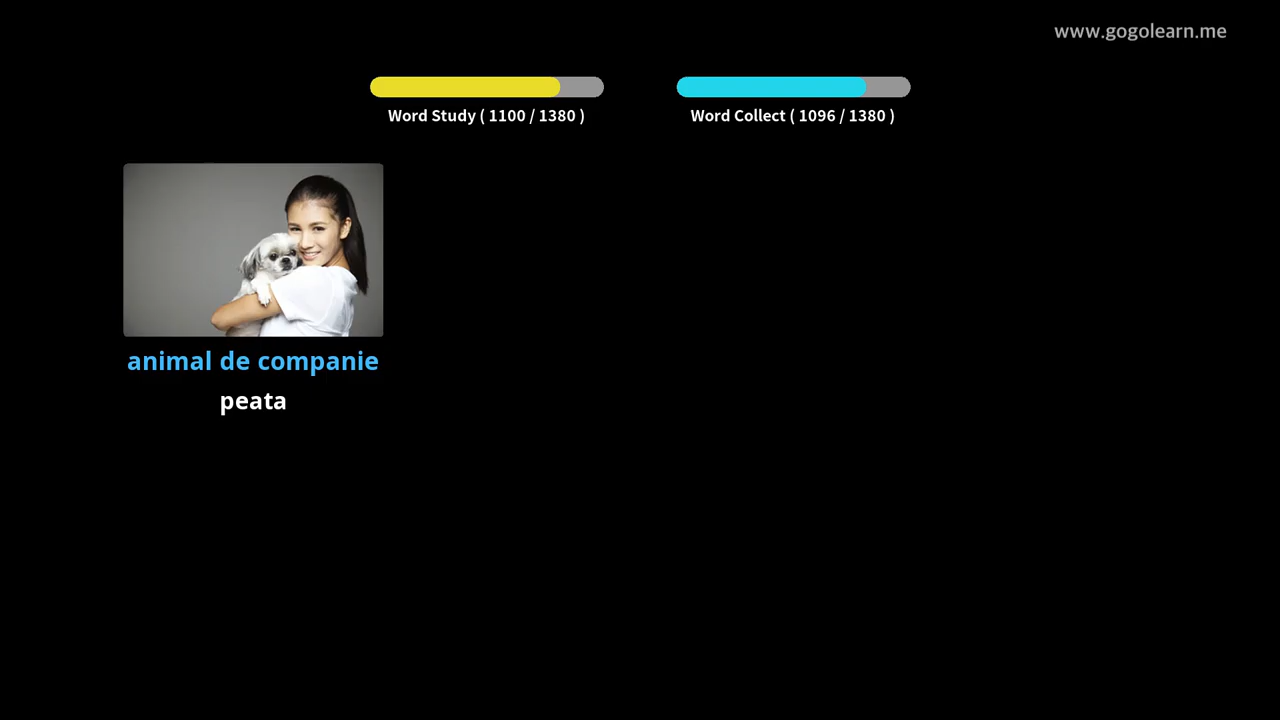 www.gogolearn.me
Word Study ( 1100 / 1380 )
Word Collect ( 1096 / 1380 )
animal de companie
peata